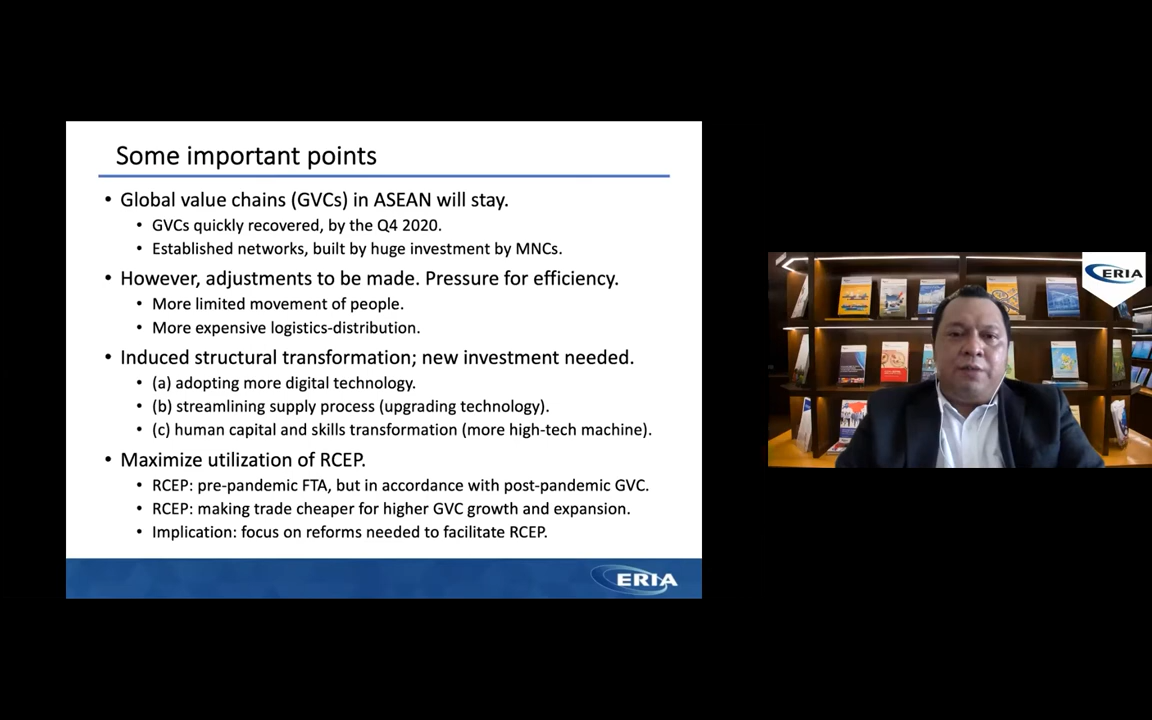 Some important points
• Global value chains (GVCs) in ASEAN will stay.
• GVCs quickly recovered, by the Q4 2020.
• Established networks, built by huge investment by MNCs.
• However, adjustments to be made. Pressure for efficiency.
• More limited movement of people.
• More expensive logistics-distribution.
• Induced structural transformation; new investment needed.
• (a) adopting more digital technology.
• (b) streamlining supply process (upgrading technology).
• (c) human capital and skills transformation (more high-tech machine).
• Maximize utilization of RCEP.
• RCEP: pre-pandemic FTA, but in accordance with post-pandemic GVC.
• RCEP: making trade cheaper for higher GVC growth and expansion.
• Implication: focus on reforms needed to facilitate RCEP.
ERIA
ERIA